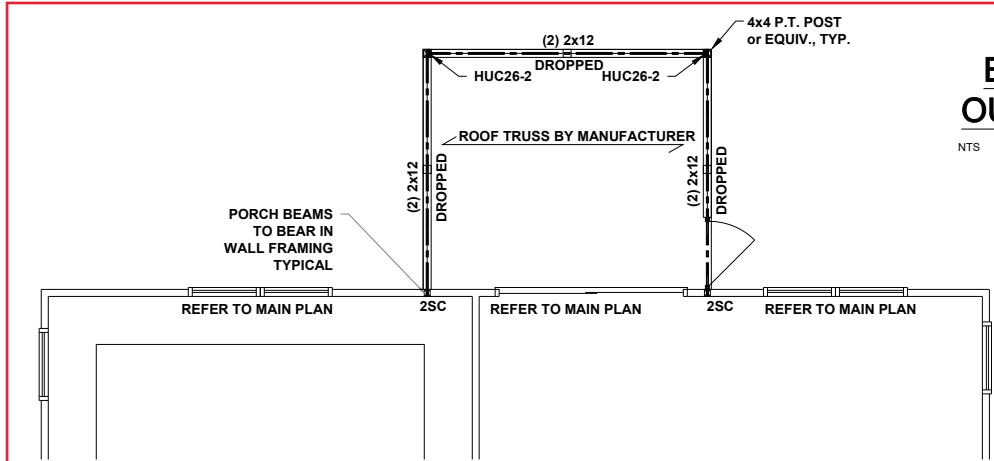 4x4 P.T. POST
or EQUIV., TYP.
(2) 2x12
DROPPED
HUC26-2
HUC26-2
NTS
ROOF TRUSS BY MANUFACTURER
(2) 2x12
DROPPED
(2) 2x12
DROPPED
PORCH BEAMS
TO BEAR IN
WALL FRAMING
TYPICAL
REFER TO MAIN PLAN
2SC
REFER TO MAIN PLAN
2SC
REFER TO MAIN PLAN